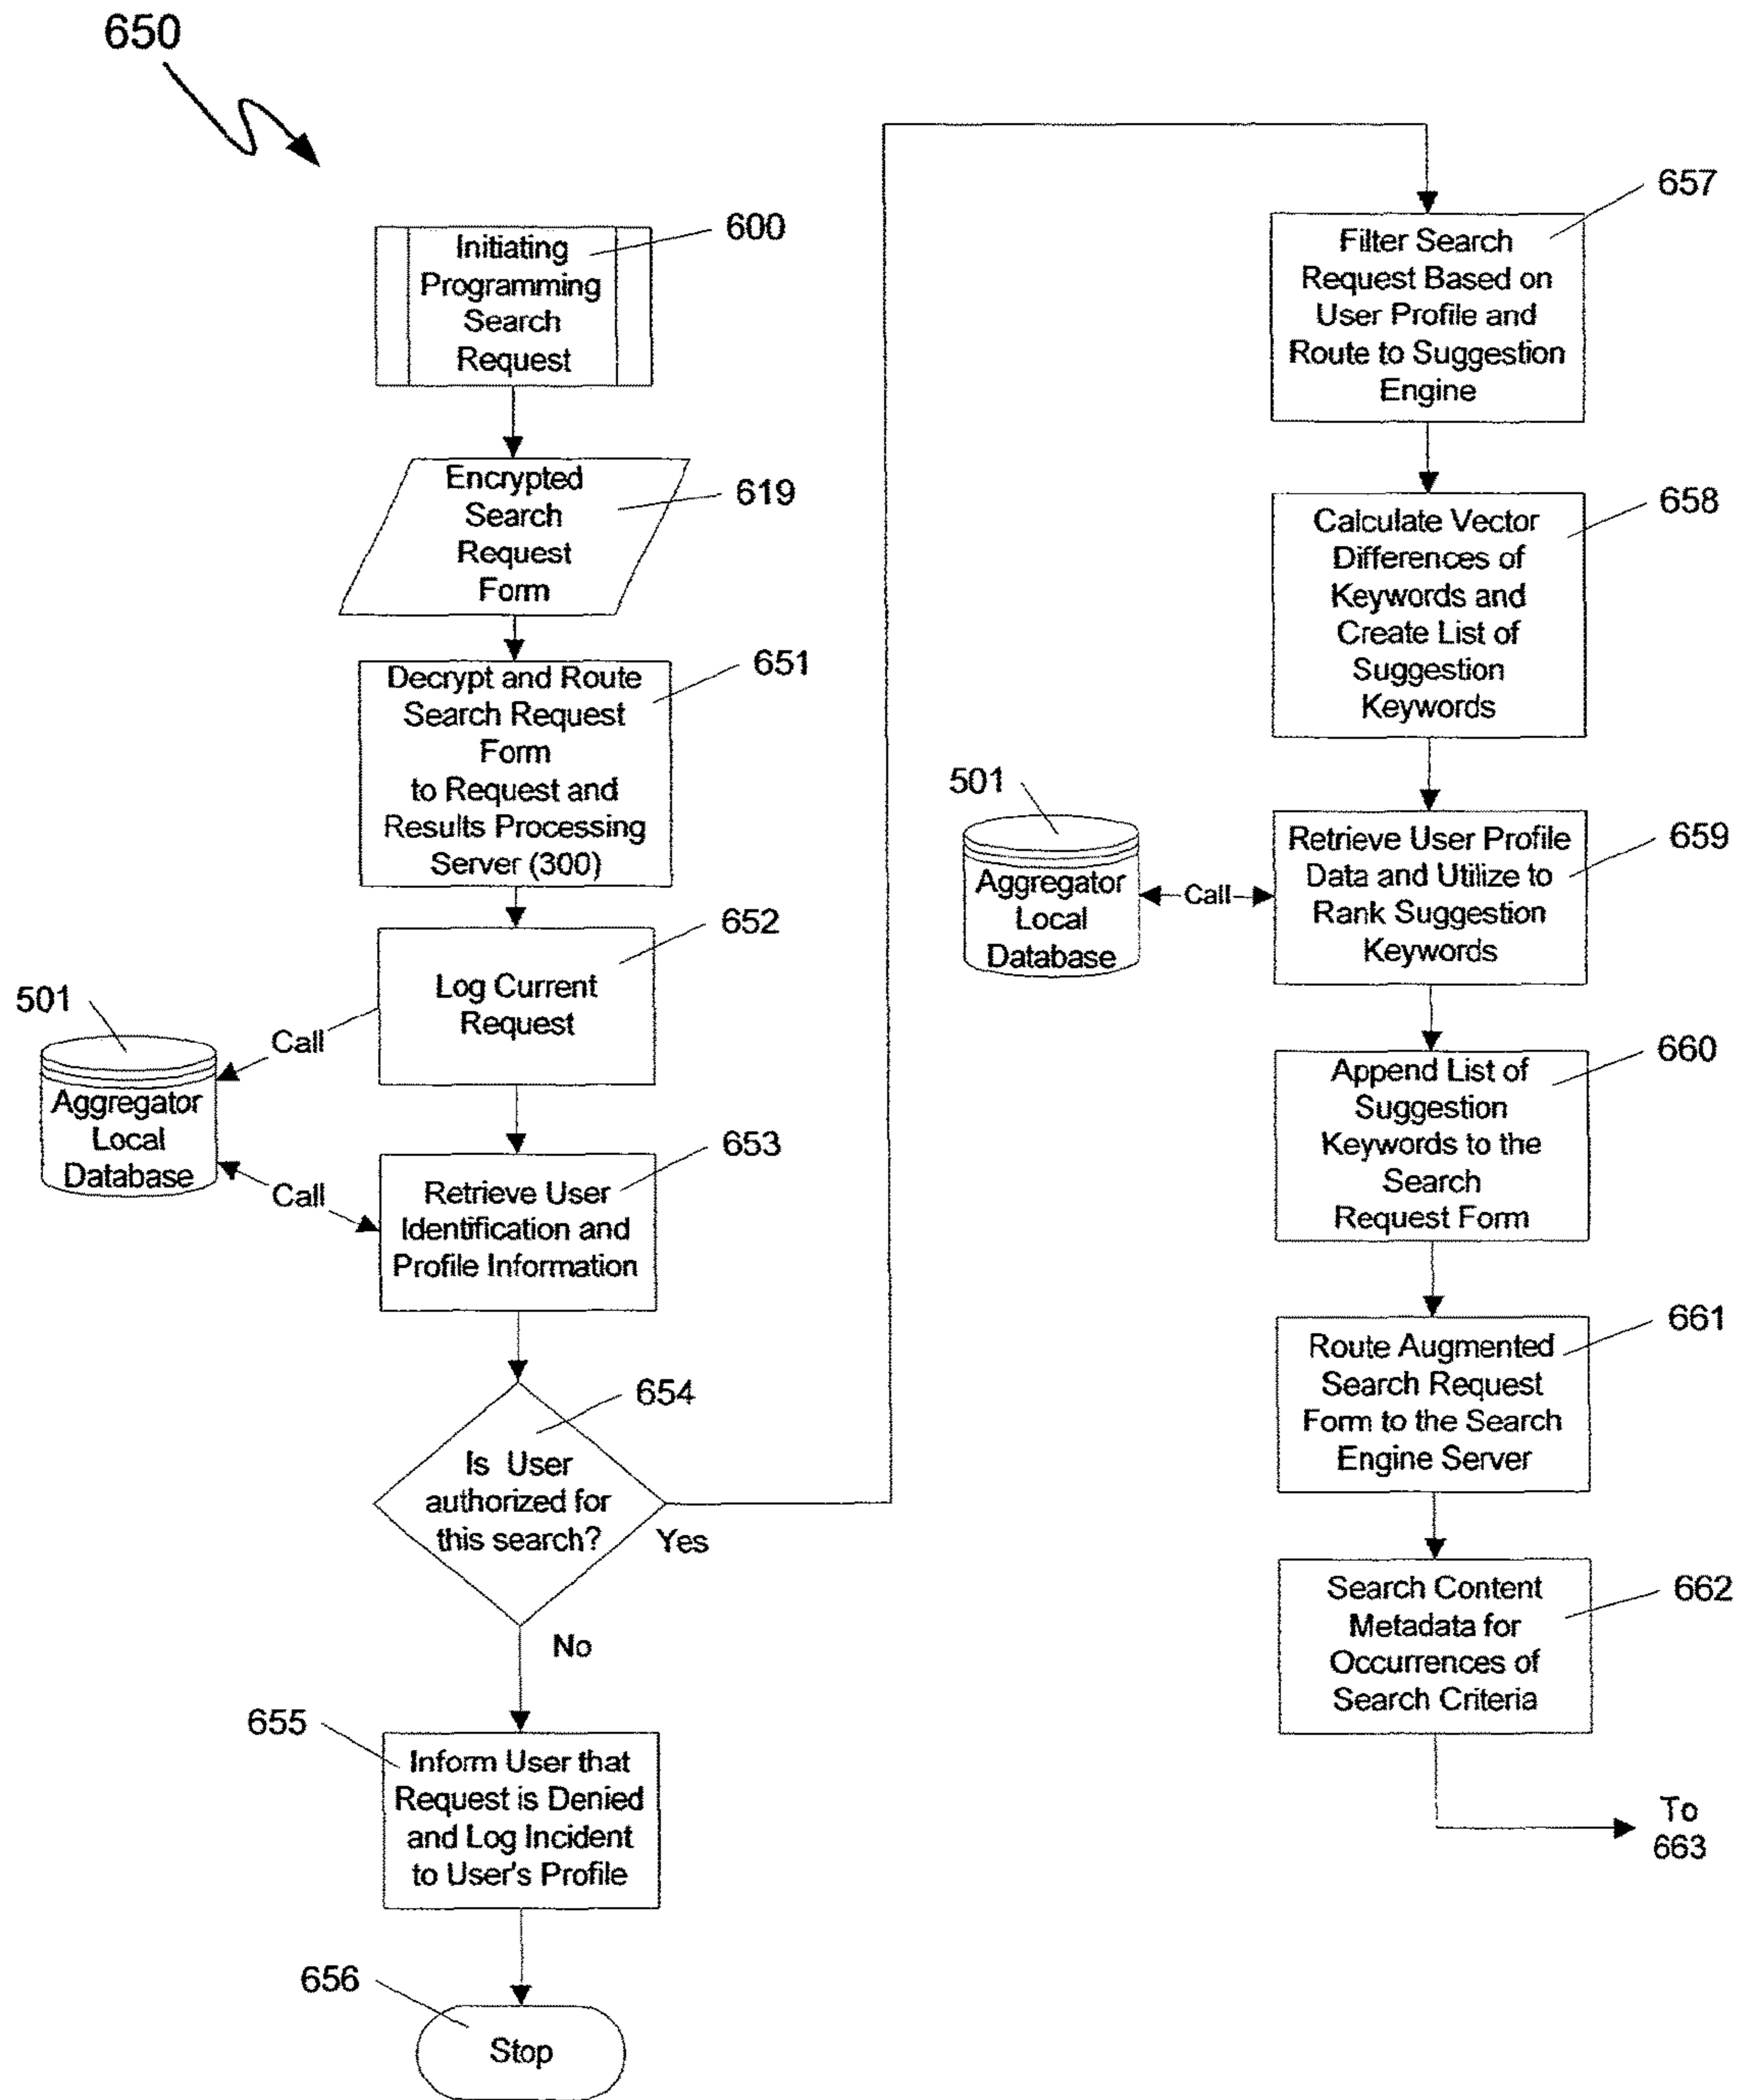 650
600
Initiating
Programming
Search
Request
619
Encrypted
Search
Request
Form
651
Decrypt and Route
Search Request
Form
to Request and
Results Processing
Server (300)
652
Log Current
Request
501
Call
Aggregator
Local
Database
Call
653
Retrieve User
Identification and
Profile Information
654
Is User
authorized for
this search?
Yes
No
655
Inform User that
Request is Denied
and Log Incident
to User's Profile
656
Stop
657
Filter Search
Request Based on
User Profile and
Route to Suggestion
Engine
658
Calculate Vector
Differences of
Keywords and
Create List of
Suggestion
Keywords
501
Aggregator
Local
Database
Call
659
Retrieve User Profile
Data and Utilize to
Rank Suggestion
Keywords
660
Append List of
Suggestion
Keywords to the
Search
Request Form
661
Route Augmented
Search Request
Form to the Search
Engine Server
662
Search Content
Metadata for
Occurrences of
Search Criteria
To
663